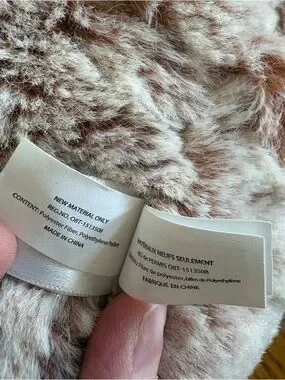 NEW MATERIAL ONLY
REG.NO. OBT-1513508
CONTENT: Polyester Fiber, Polyethylene Pellets
MADE IN CHINA
MATERIAUX NEUFS SEULEMENT
de PERMIS OBT-1513508
fibre de polyester, billes de Polyethylène
FABRIQUÉ EN CHINE